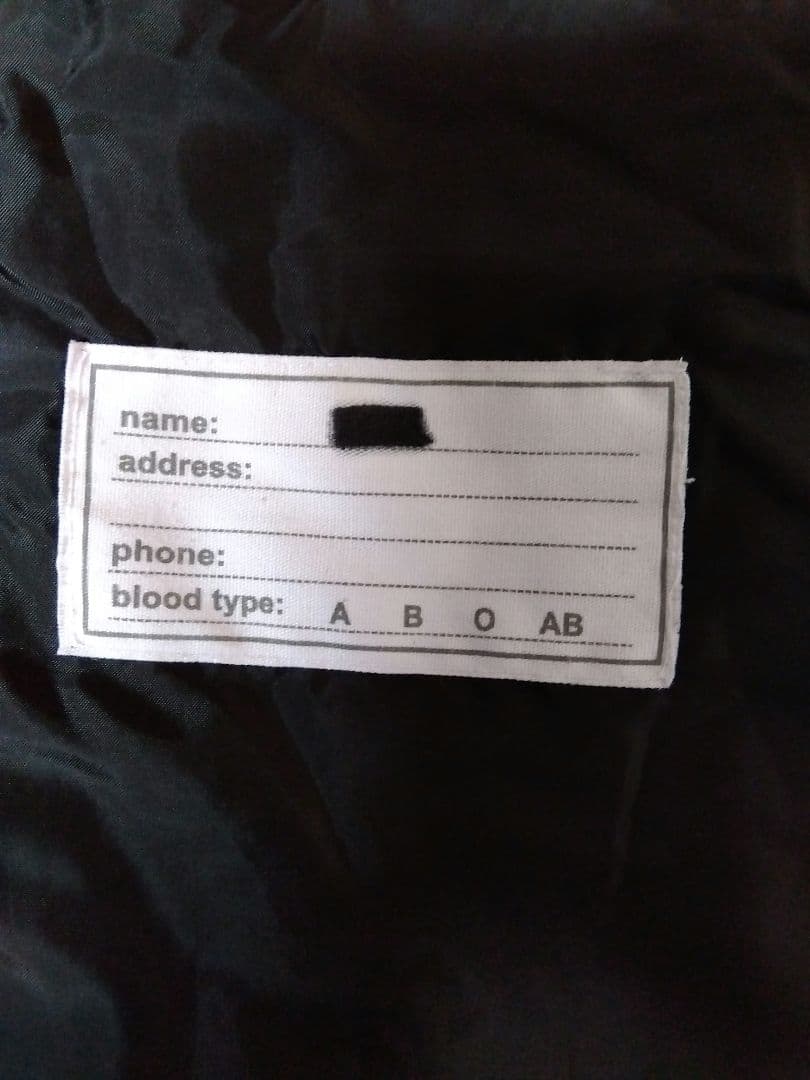 name:
address:
phone:
blood type: A B O AB